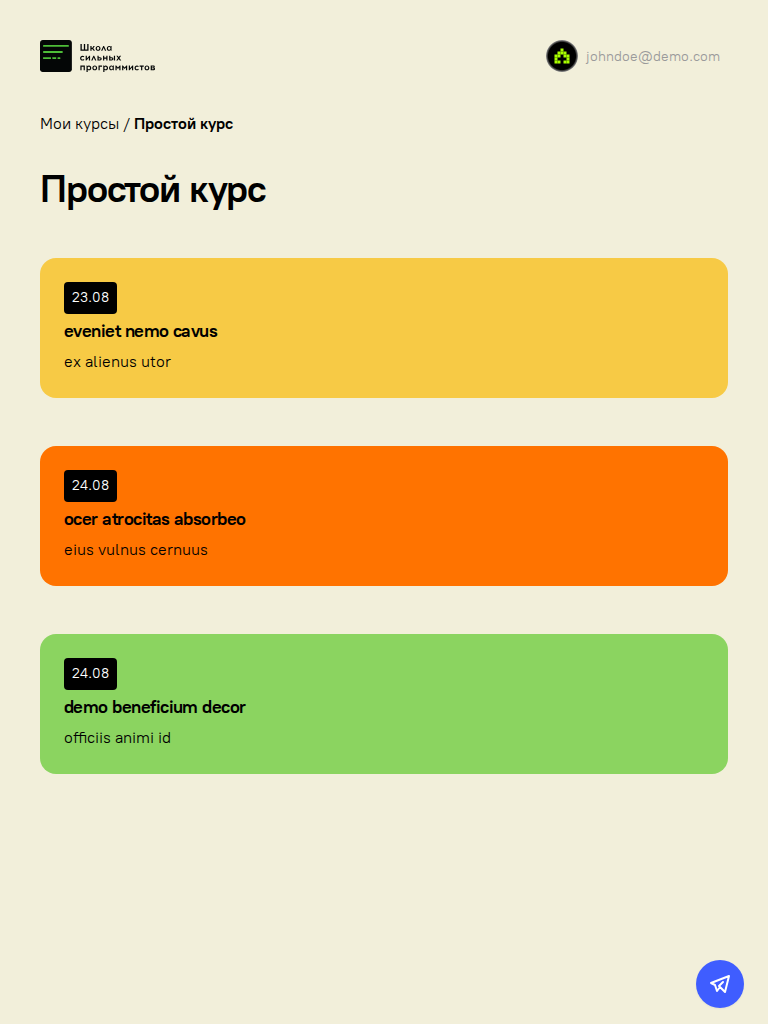 Школа
сильных
программистов
johndoe@demo.com
Мои курсы / Простой курс
Простой курс
23.08
eveniet nemo cavus
ex alienus utor
24.08
ocer atrocitas absorbeo
eius vulnus cernuus
24.08
demo beneficium decor
officiis animi id